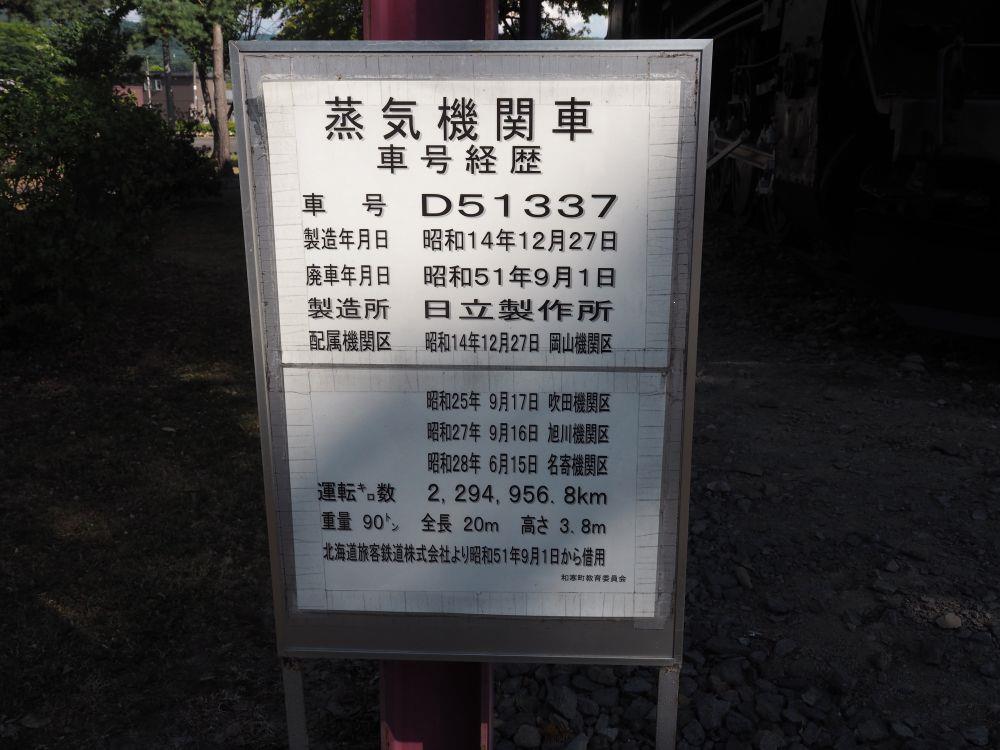 蒸気機関車
車号経歴
車号 D51337
製造年月日 昭和14年12月27日
廃車年月日 昭和51年9月1日
製造所 日立製作所
配属機関区 昭和14年12月27日 岡山機関区
昭和25年 9月17日 吹田機関区
昭和27年 9月16日 旭川機関区
昭和28年 6月15日 名寄機関区
運転㌔数 2,294,956.8km
重量 90㌧ 全長 20m 高さ 3.8m
北海道旅客鉄道株式会社より昭和51年9月1日から借用
和寒町教育委員会